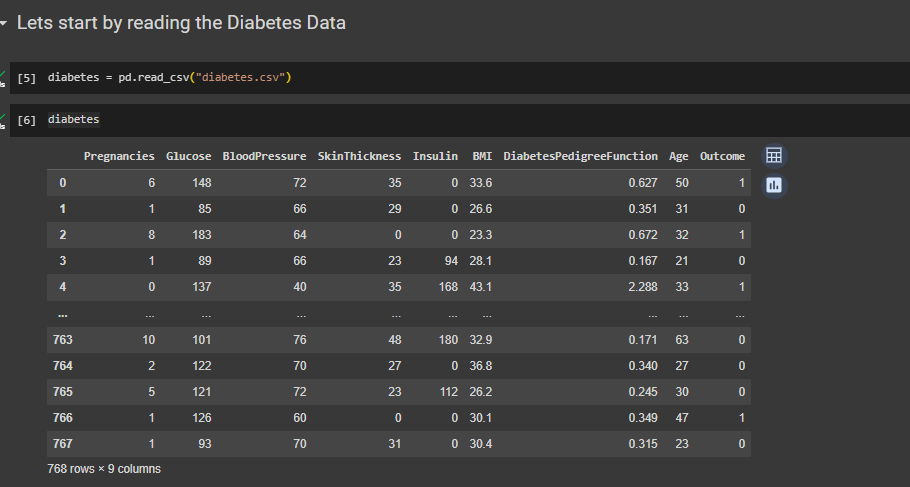 Lets start by reading the Diabetes Data
[5] diabetes = pd.read_csv("diabetes.csv")
[6] diabetes
Pregnancies Glucose BloodPressure SkinThickness Insulin BMI DiabetesPedigreeFunction Age Outcome
0 6 148 72 35 0 33.6 0.627 50 1
1 1 85 66 29 0 26.6 0.351 31 0
2 8 183 64 0 0 23.3 0.672 32 1
3 1 89 66 23 94 28.1 0.167 21 0
4 0 137 40 35 168 43.1 2.288 33 1
... ... ... ... ... ... ... ... ... ...
763 10 101 76 48 180 32.9 0.171 63 0
764 2 122 70 27 0 36.8 0.340 27 0
765 5 121 72 23 112 26.2 0.245 30 0
766 1 126 60 0 0 30.1 0.349 47 1
767 1 93 70 31 0 30.4 0.315 23 0
768 rows × 9 columns